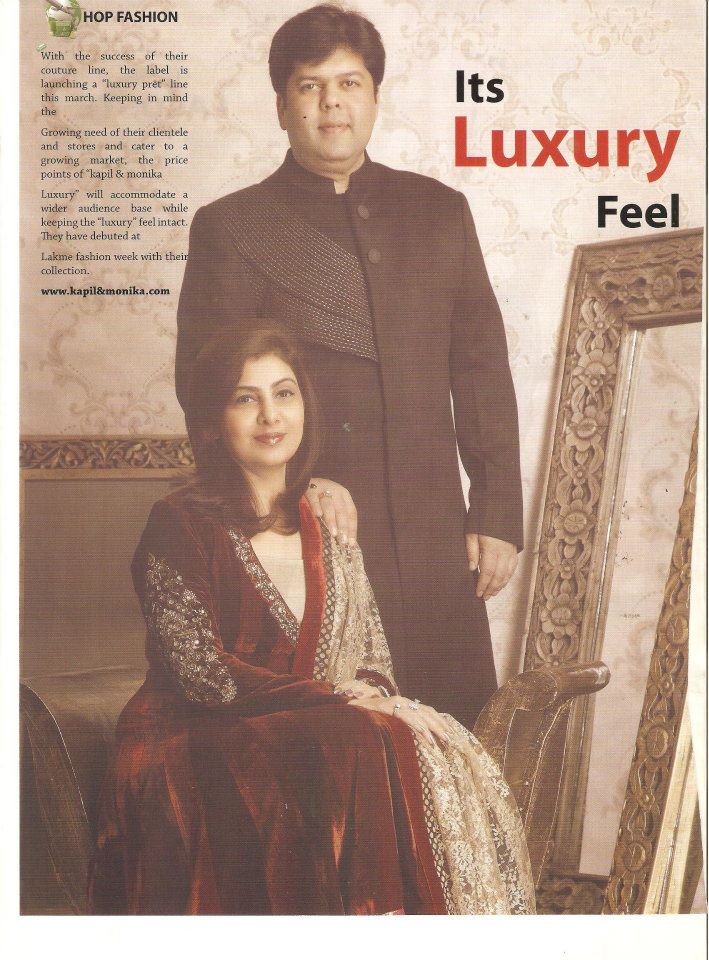 HOP FASHION
With the success of their
couture line, the label is
launching a "luxury prèt" line
this march. Keeping in mind
the
Growing need of their clientele
and stores and cater to a
growing market, the price
points of "kapil & monika
Luxury" will accommodate a
wider audience base while
keeping the "luxury" feel intact.
They have debuted at
Lakme fashion week with their
collection.
www.kapil&monika.com
Its
Luxury
Feel